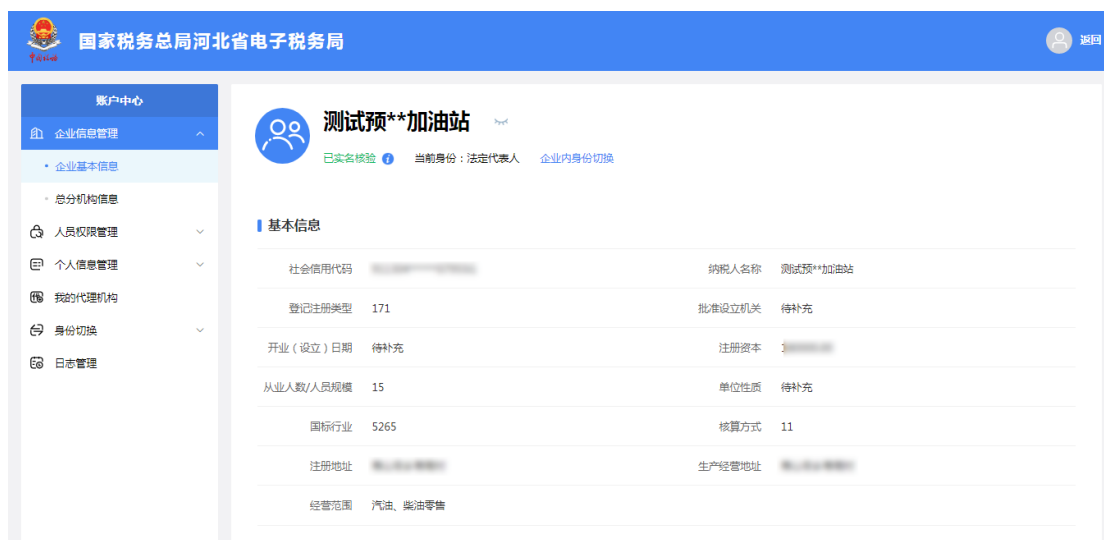 国家税务总局河北省电子税务局
返回
中国税务
账户中心
企业信息管理
企业基本信息
总分机构信息
人员权限管理
个人信息管理
我的代理机构
身份切换
日志管理
测试预**加油站
已实名核验 当前身份：法定代表人 企业内身份切换
基本信息
社会信用代码 纳税人名称 测试预**加油站
登记注册类型 171 批准设立机关 待补充
开业（设立）日期 待补充 注册资本 1
从业人数/人员规模 15 单位性质 待补充
国标行业 5265 核算方式 11
注册地址 生产经营地址
经营范围 汽油、柴油零售